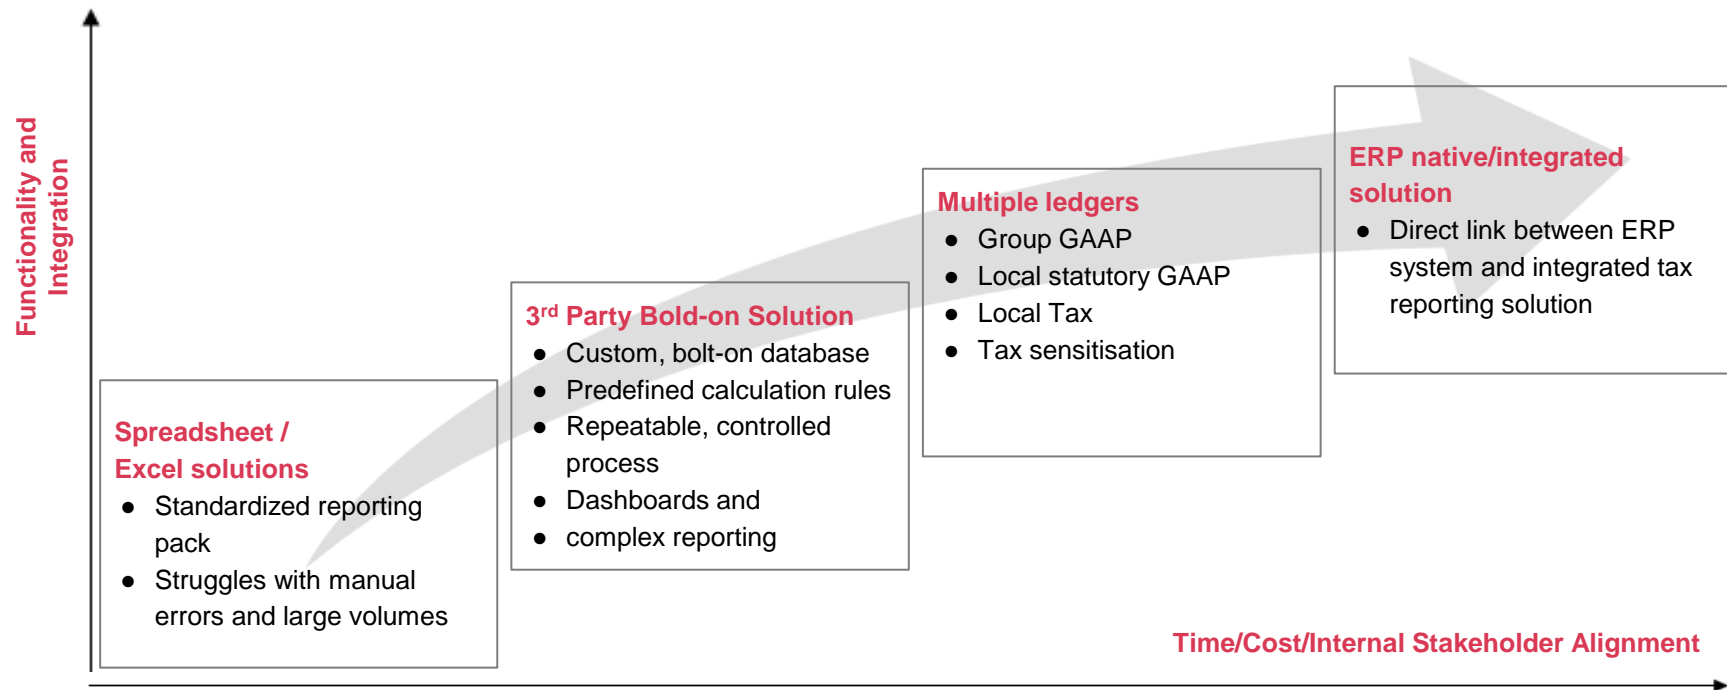 Functionality and
Integration
Spreadsheet /
Excel solutions
● Standardized reporting
pack
● Struggles with manual
errors and large volumes
3rd Party Bold-on Solution
● Custom, bolt-on database
● Predefined calculation rules
● Repeatable, controlled
process
● Dashboards and
● complex reporting
Multiple ledgers
● Group GAAP
● Local statutory GAAP
● Local Tax
● Tax sensitisation
ERP native/integrated
solution
● Direct link between ERP
system and integrated tax
reporting solution
Time/Cost/Internal Stakeholder Alignment